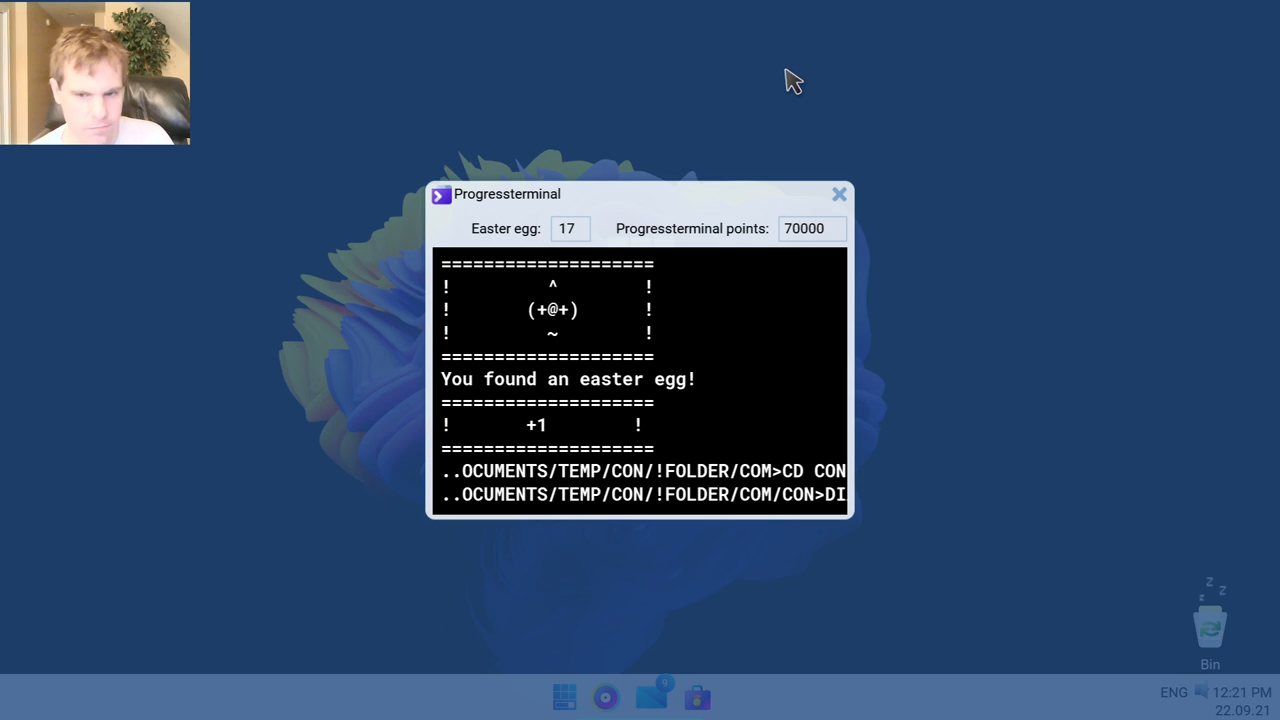 Progressterminal
Easter egg: 17 Progressterminal points: 70000
===================
! ^ !
! (+@+) !
! ~ !
===================
You found an easter egg!
===================
! +1 !
===================
..OCUMENTS/TEMP/CON/!FOLDER/COM>CD CON
..OCUMENTS/TEMP/CON/!FOLDER/COM/CON>DI
z
z z
Bin
9
ENG 12:21 PM
22.09.21